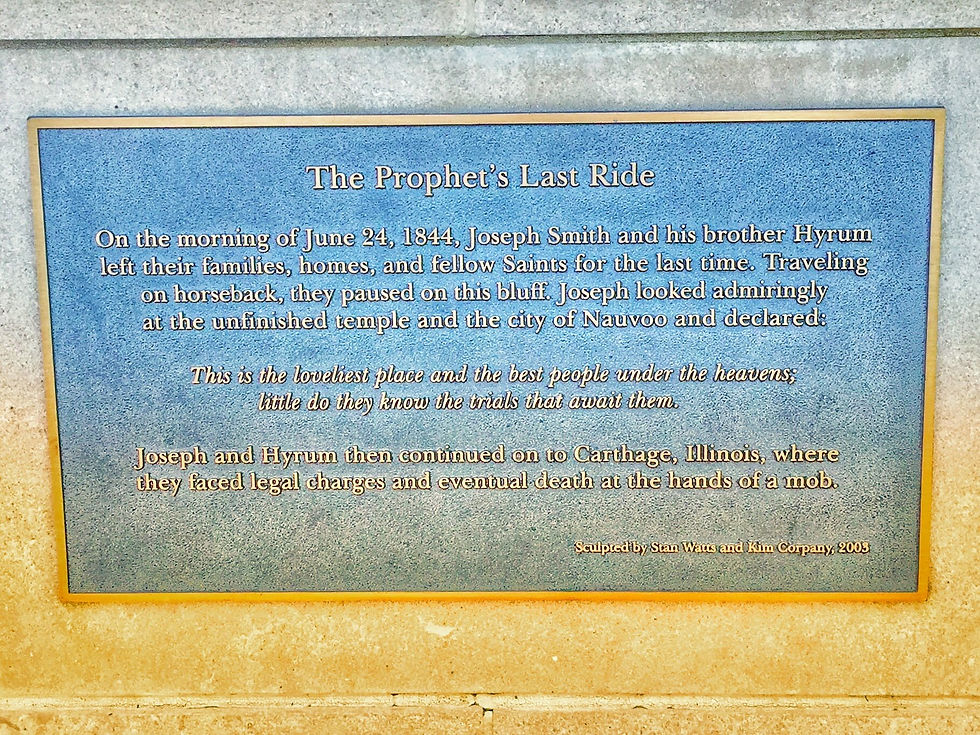 The Prophet's Last Ride
On the morning of June 24, 1844, Joseph Smith and his brother Hyrum
left their families, homes, and fellow Saints for the last time. Traveling
on horseback, they paused on this bluff. Joseph looked admiringly
at the unfinished temple and the city of Nauvoo and declared:
This is the loveliest place and the best people under the heavens;
little do they know the trials that await them.
Joseph and Hyrum then continued on to Carthage, Illinois, where
they faced legal charges and eventual death at the hands of a mob.
Sculpted by Stan Watts and Kim Corpany, 2003